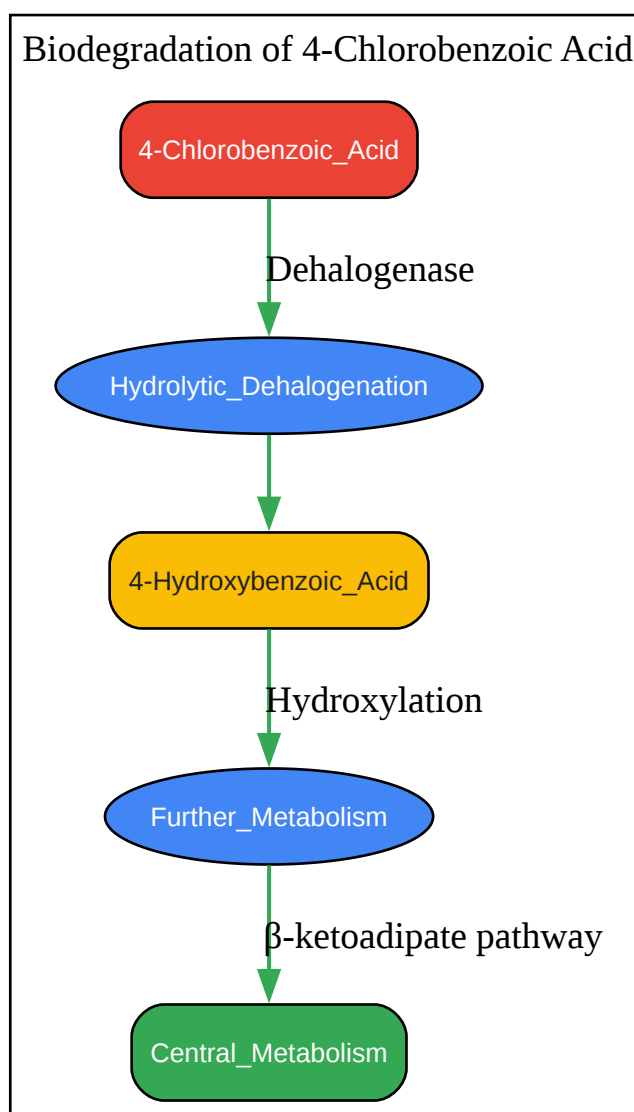 Biodegradation of 4-Chlorobenzoic Acid
4-Chlorobenzoic_Acid
Dehalogenase
Hydrolytic_Dehalogenation
4-Hydroxybenzoic_Acid
Hydroxylation
Further_Metabolism
β-ketoadipate pathway
Central_Metabolism